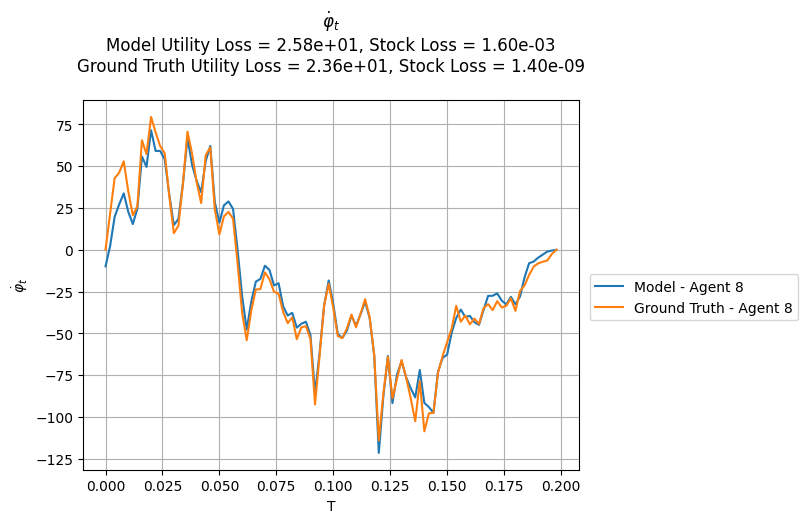 φ̇ₜ
Model Utility Loss = 2.58e+01, Stock Loss = 1.60e-03
Ground Truth Utility Loss = 2.36e+01, Stock Loss = 1.40e-09
75
50
25
0
−25
−50
−75
−100
−125
φ̇ₜ
0.000 0.025 0.050 0.075 0.100 0.125 0.150 0.175 0.200
T
Model - Agent 8
Ground Truth - Agent 8